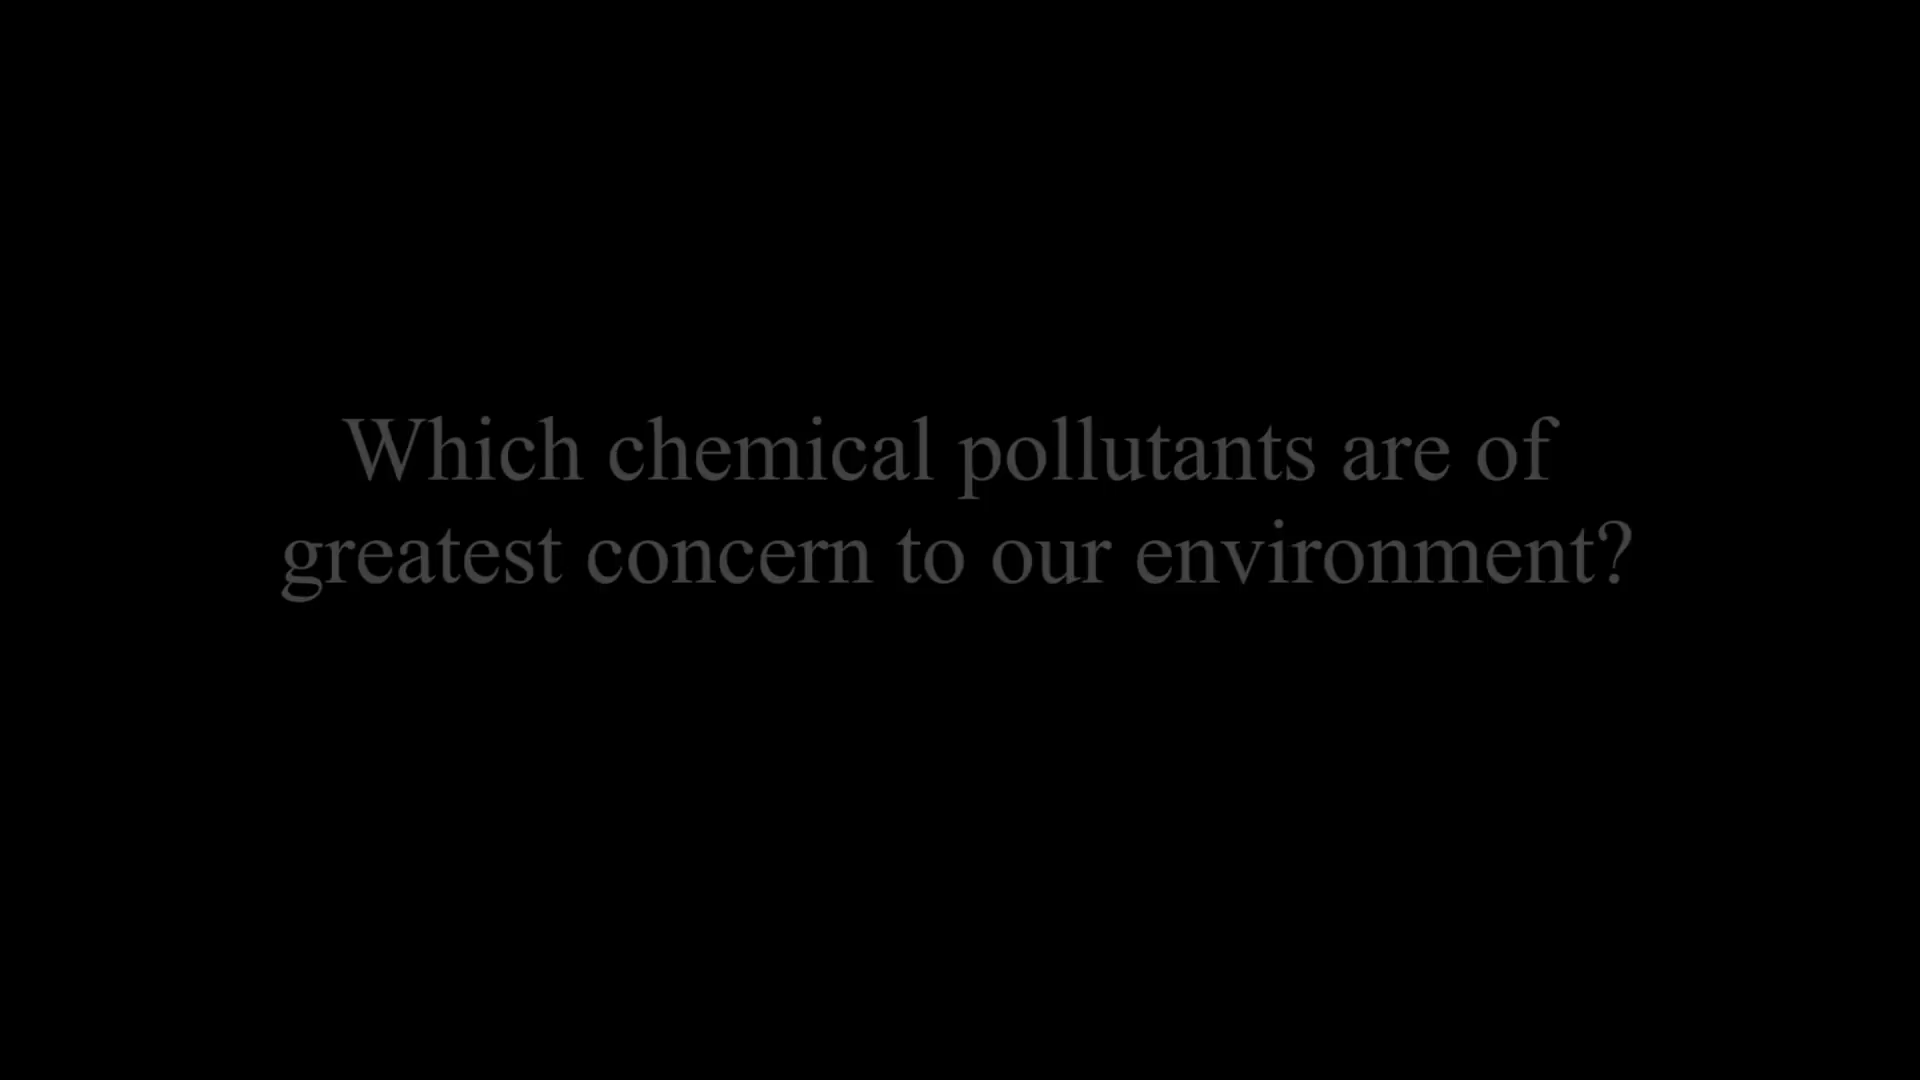 Which chemical pollutants are of
greatest concern to our environment?